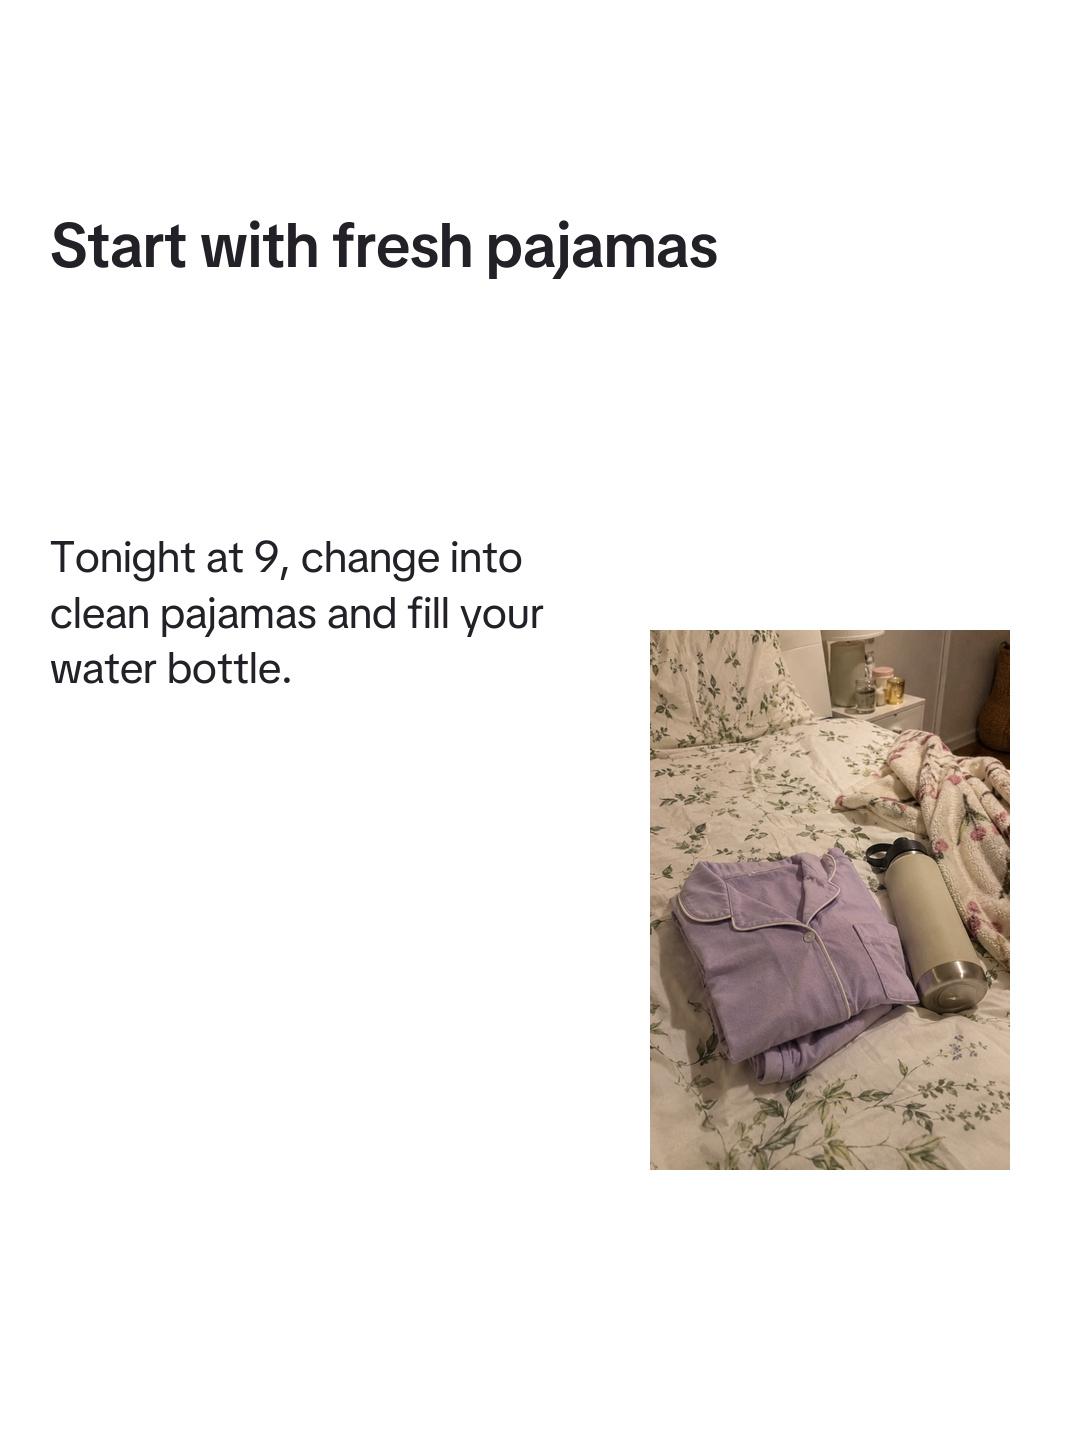 Start with fresh pajamas
Tonight at 9, change into
clean pajamas and fill your
water bottle.